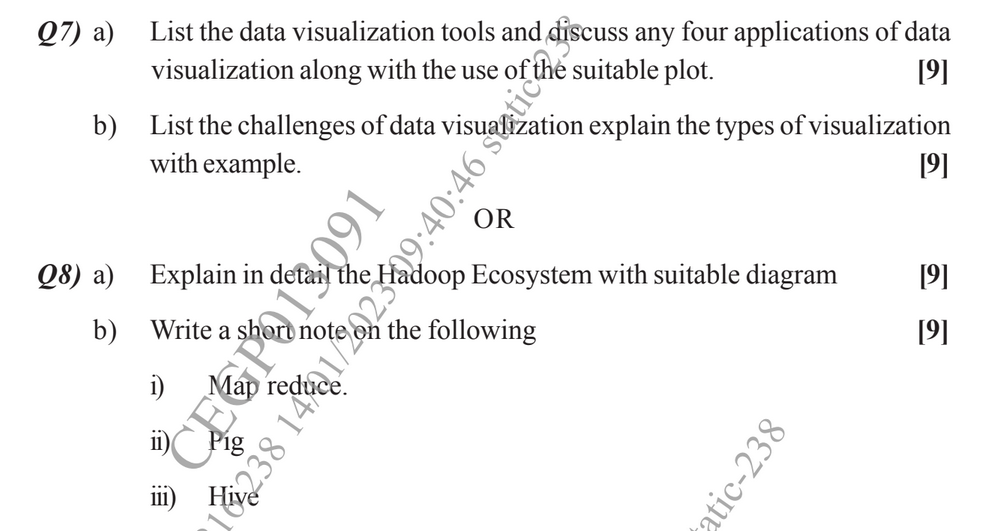 Q7) a) List the data visualization tools and discuss any four applications of data
visualization along with the use of the suitable plot. [9]
b) List the challenges of data visualization explain the types of visualization
with example. [9]
OR
Q8) a) Explain in detail the Hadoop Ecosystem with suitable diagram [9]
b) Write a short note on the following [9]
i) Map reduce.
ii) Pig
iii) Hive
CEGP013091
238 14/01/2023 09:40:46 static-238
static-238